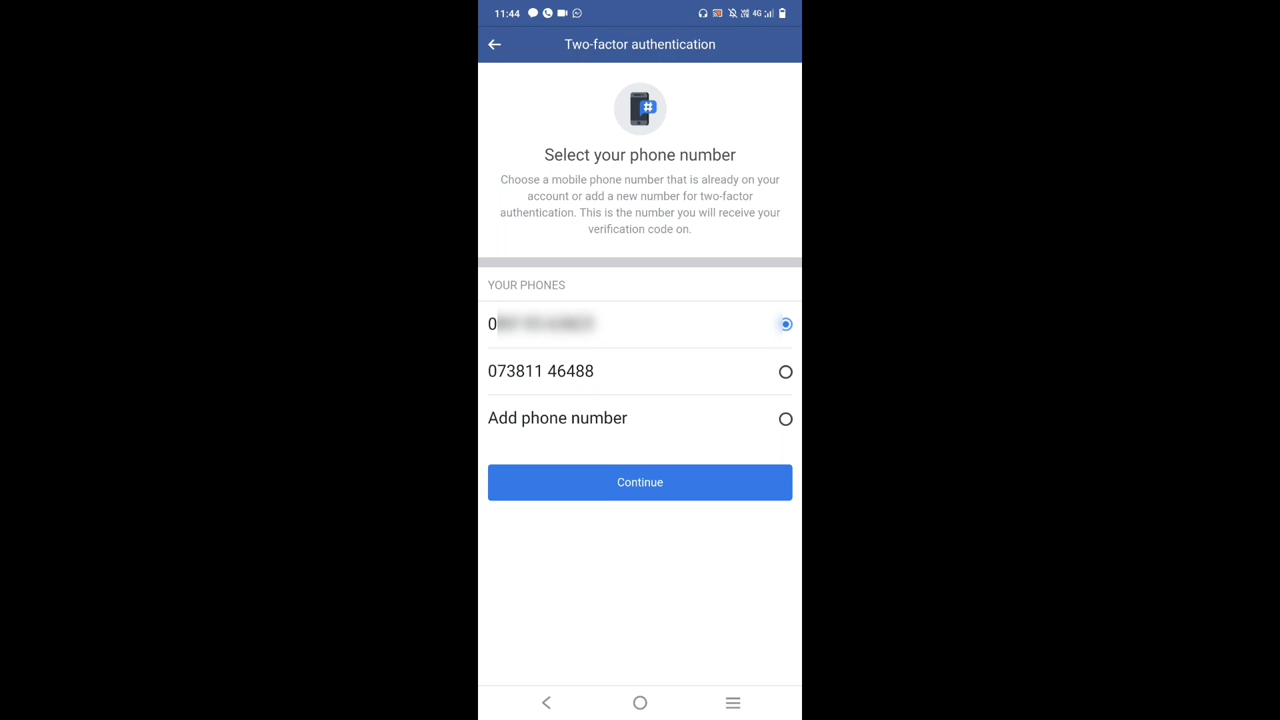 11:44
4G
Two-factor authentication
#
Select your phone number
Choose a mobile phone number that is already on your
account or add a new number for two-factor
authentication. This is the number you will receive your
verification code on.
YOUR PHONES
0
073811 46488
Add phone number
Continue